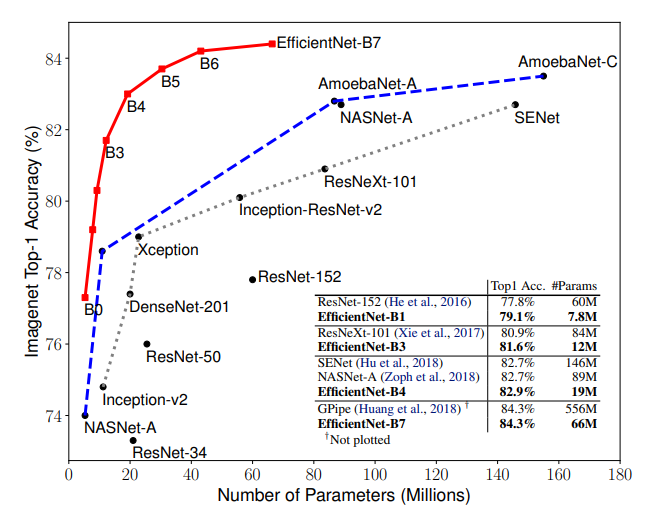 EfficientNet-B7
84
B6
AmoebaNet-C
B5
AmoebaNet-A
B4
NASNet-A
SENet
82
B3
ResNeXt-101
80
Inception-ResNet-v2
Xception
78
ResNet-152
B0
DenseNet-201
76
ResNet-50
Inception-v2
74
NASNet-A
ResNet-34
Imagenet Top-1 Accuracy (%)
Top1 Acc. #Params
ResNet-152 (He et al., 2016) 77.8% 60M
EfficientNet-B1 79.1% 7.8M
ResNeXt-101 (Xie et al., 2017) 80.9% 84M
EfficientNet-B3 81.6% 12M
SENet (Hu et al., 2018) 82.7% 146M
NASNet-A (Zoph et al., 2018) 82.7% 89M
EfficientNet-B4 82.9% 19M
GPipe (Huang et al., 2018) † 84.3% 556M
EfficientNet-B7 84.3% 66M
†Not plotted
0 20 40 60 80 100 120 140 160 180
Number of Parameters (Millions)